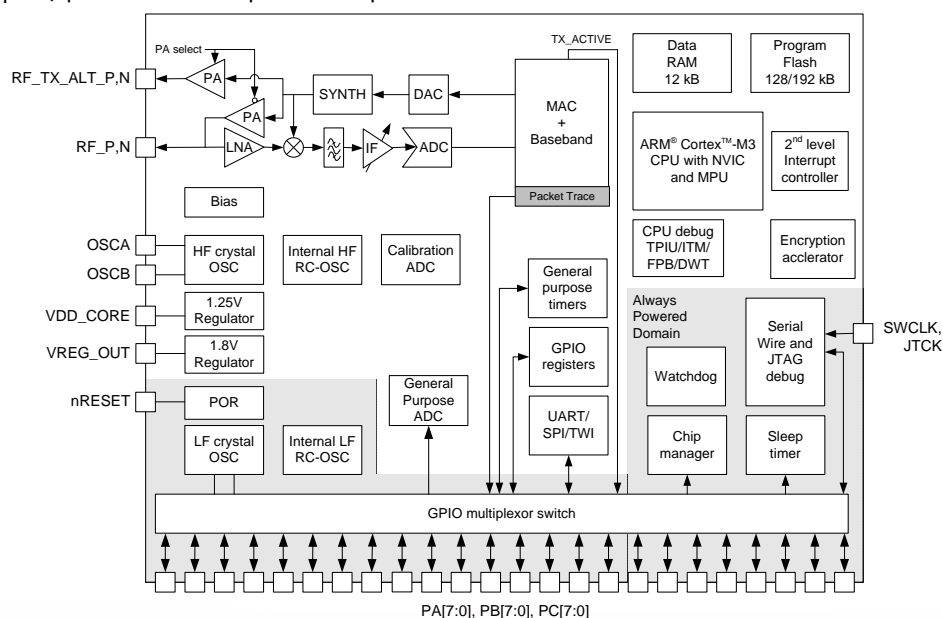 PA select
TX_ACTIVE
RF_TX_ALT_P,N
PA
SYNTH
DAC
MAC
+
Baseband
Data
RAM
12 kB
Program
Flash
128/192 kB
PA
RF_P,N
LNA
IF
ADC
Packet Trace
ARM® Cortex™-M3
CPU with NVIC
and MPU
2nd level
Interrupt
controller
Bias
OSCA
OSCB
HF crystal
OSC
Internal HF
RC-OSC
Calibration
ADC
CPU debug
TPIU/ITM/
FPB/DWT
Encryption
acclerator
General
purpose
timers
VDD_CORE
1.25V
Regulator
VREG_OUT
1.8V
Regulator
GPIO
registers
Always
Powered
Domain
Serial
Wire and
JTAG
debug
SWCLK,
JTCK
Watchdog
nRESET
POR
General
Purpose
ADC
UART/
SPI/TWI
LF crystal
OSC
Internal LF
RC-OSC
Chip
manager
Sleep
timer
GPIO multiplexor switch
PA[7:0], PB[7:0], PC[7:0]